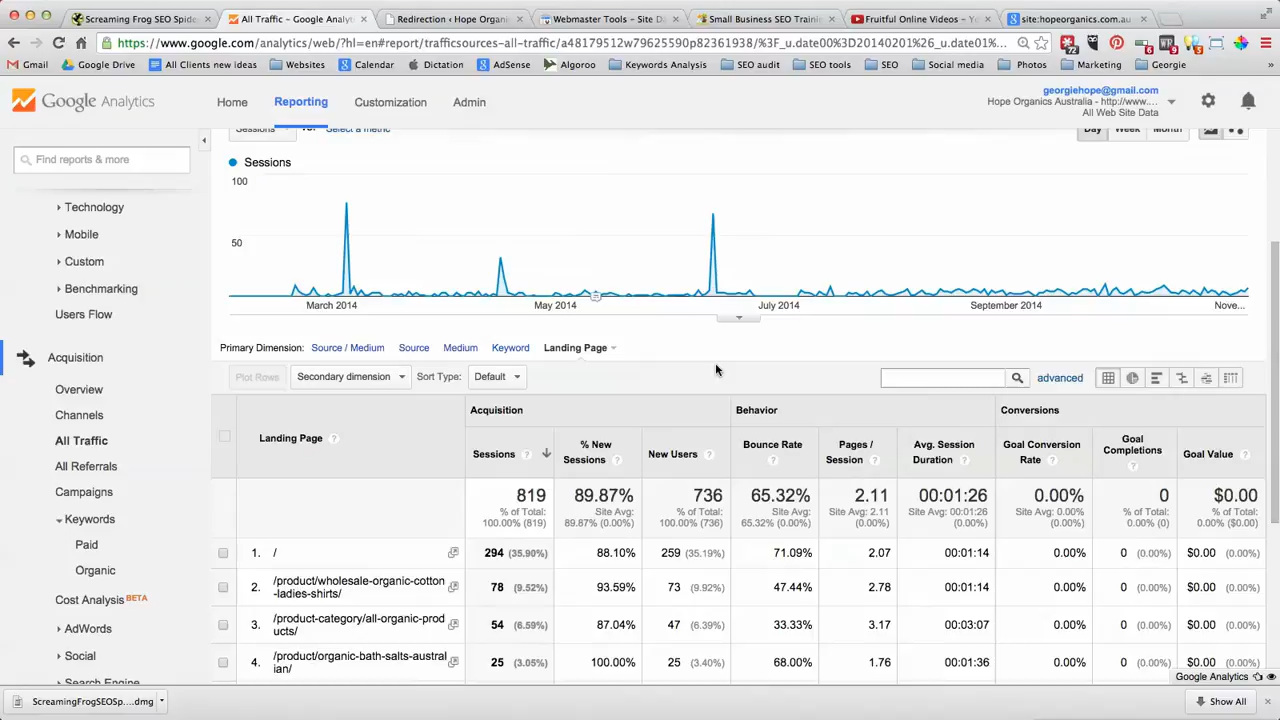 Screaming Frog SEO Spide
All Traffic – Google Analyt
Redirection ‹ Hope Organi
Webmaster Tools - Site D
Small Business SEO Trainin
Fruitful Online Videos - Yo
site:hopeorganics.com.au
https://www.google.com/analytics/web/?hl=en#report/trafficsources-all-traffic/a48179512w79625590p82361938/%3F_u.date00%3D20140201%26_u.date01%...
72
6
9
5
Gmail
Google Drive
All Clients new ideas
Websites
Calendar
Dictation
AdSense
Algoroo
Keywords Analysis
SEO audit
SEO tools
SEO
Social media
Photos
Marketing
Georgie
»
Google Analytics
Home
Reporting
Customization
Admin
georgiehope@gmail.com
Hope Organics Australia - http://www....
All Web Site Data
Find reports & more
Technology
Mobile
Custom
Benchmarking
Users Flow
Acquisition
Overview
Channels
All Traffic
All Referrals
Campaigns
Keywords
Paid
Organic
Cost Analysis BETA
AdWords
Social
Search Engine
Sessions
vs.
Select a metric
Day
Week
Month
Sessions
100
50
March 2014
May 2014
July 2014
September 2014
Nove...
Primary Dimension: Source / Medium Source Medium Keyword Landing Page
Plot Rows
Secondary dimension
Sort Type:
Default
advanced
Landing Page ?
Acquisition
Behavior
Conversions
Sessions ?
% New Sessions ?
New Users ?
Bounce Rate ?
Pages / Session ?
Avg. Session Duration ?
Goal Conversion Rate ?
Goal Completions ?
Goal Value ?
819 89.87% 736 65.32% 2.11 00:01:26 0.00% 0 $0.00
% of Total: 100.00% (819)
Site Avg: 89.87% (0.00%)
% of Total: 100.00% (736)
Site Avg: 65.32% (0.00%)
Site Avg: 2.11 (0.00%)
Site Avg: 00:01:26 (0.00%)
Site Avg: 0.00% (0.00%)
% of Total: 0.00% (0)
% of Total: 0.00% ($0.00)
1. / 294 (35.90%) 88.10% 259 (35.19%) 71.09% 2.07 00:01:14 0.00% 0 (0.00%) $0.00 (0.00%)
2. /product/wholesale-organic-cotton
-ladies-shirts/ 78 (9.52%) 93.59% 73 (9.92%) 47.44% 2.78 00:01:14 0.00% 0 (0.00%) $0.00 (0.00%)
3. /product-category/all-organic-prod
ucts/ 54 (6.59%) 87.04% 47 (6.39%) 33.33% 3.17 00:03:07 0.00% 0 (0.00%) $0.00 (0.00%)
4. /product/organic-bath-salts-austral
ian/ 25 (3.05%) 100.00% 25 (3.40%) 68.00% 1.76 00:01:36 0.00% 0 (0.00%) $0.00 (0.00%)
Google Analytics
ScreamingFrogSEOSp....dmg
Show All